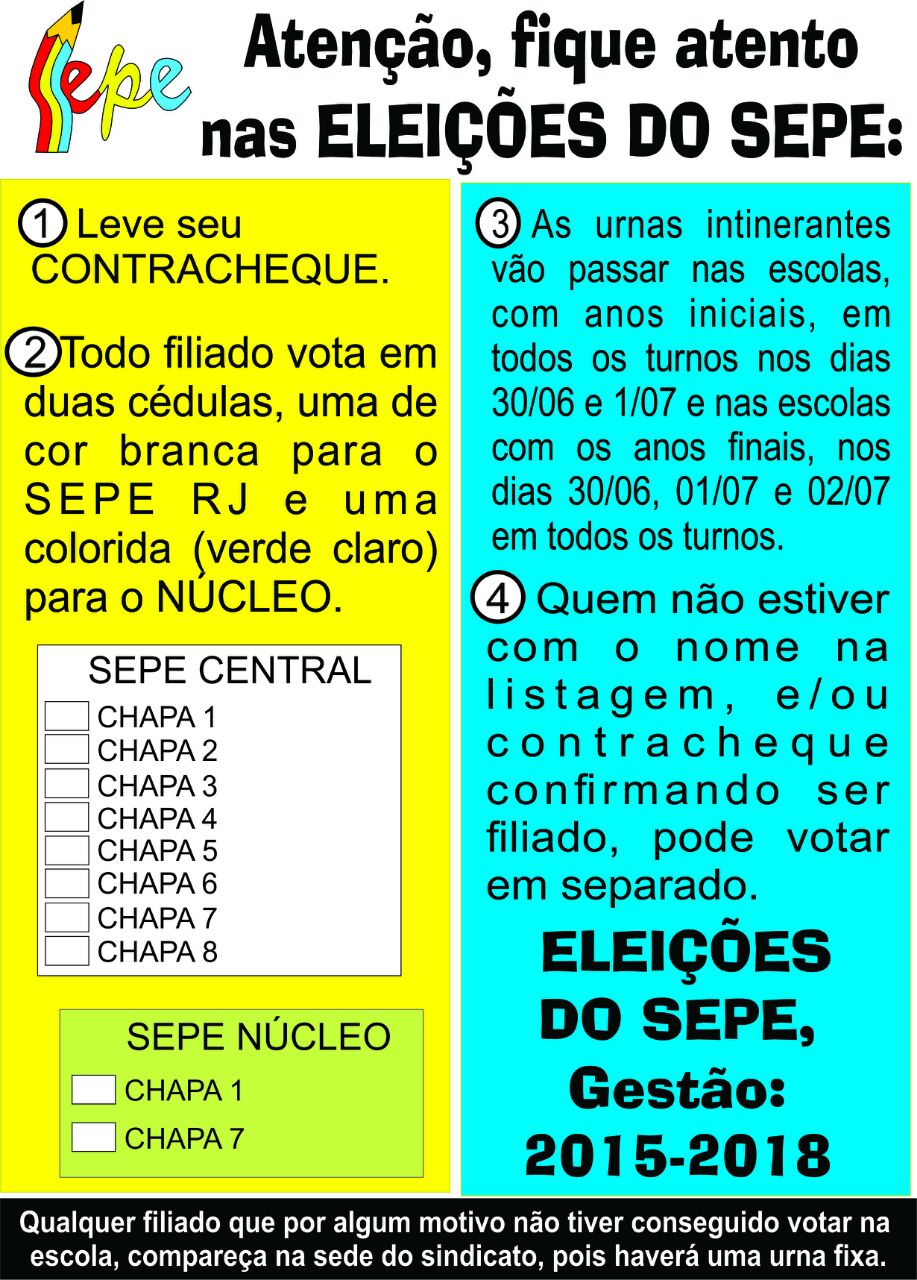 Sepe
Atenção, fique atento
nas ELEIÇÕES DO SEPE:
1 Leve seu
CONTRACHEQUE.
2 Todo filiado vota em
duas cédulas, uma de
cor branca para o
SEPE RJ e uma
colorida (verde claro)
para o NÚCLEO.
SEPE CENTRAL
CHAPA 1
CHAPA 2
CHAPA 3
CHAPA 4
CHAPA 5
CHAPA 6
CHAPA 7
CHAPA 8
SEPE NÚCLEO
CHAPA 1
CHAPA 7
3 As urnas intinerantes
vão passar nas escolas,
com anos iniciais, em
todos os turnos nos dias
30/06 e 1/07 e nas escolas
com os anos finais, nos
dias 30/06, 01/07 e 02/07
em todos os turnos.
4 Quem não estiver
com o nome na
listagem, e/ou
contracheque
confirmando ser
filiado, pode votar
em separado.
ELEIÇÕES
DO SEPE,
Gestão:
2015-2018
Qualquer filiado que por algum motivo não tiver conseguido votar na
escola, compareça na sede do sindicato, pois haverá uma urna fixa.